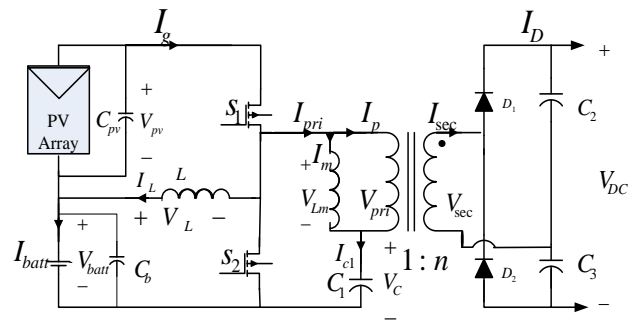 I_g
I_D
+
PV
Array
C_pv
+
V_pv
−
S_1
I_pri
I_p
I_sec
D_1
C_2
I_m
+
V_Lm
−
V_pri
V_sec
V_DC
I_L
L
+ V_L −
I_batt
+
V_batt
−
C_b
S_2
I_c1
C_1
+
V_C
−
1 : n
D_2
C_3
−